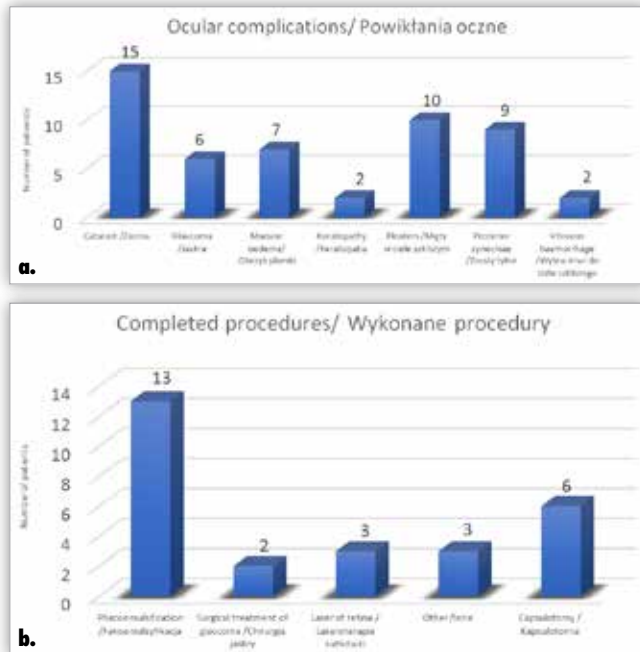 Ocular complications/ Powikłania oczne
Number of patients
15
10
5
0
15
6
7
2
10
9
2
Cataract /Zaćma
Glaucoma
/Jaskra
Macular
oedema/
Keratopathy
/Keratopatia
Floaters /Męty
w ciele szklistym
Posterior
synechiae
/Zrosty tylne
Vitreous
haemorrhage
/Wylew krwi do
ciała szklistego
a.
Completed procedures/ Wykonane procedury
Number of patients
14
12
10
8
6
4
2
0
13
2
3
3
6
Phacoemulsification
/Fakoemulsyfikacja
Surgical treatment of
glaucoma /Chirurgia
jaskry
Laser of retina /
Laseroterapia
siatkówki
Other/Inne
Capsulotomy /
Kapsulotomia
b.